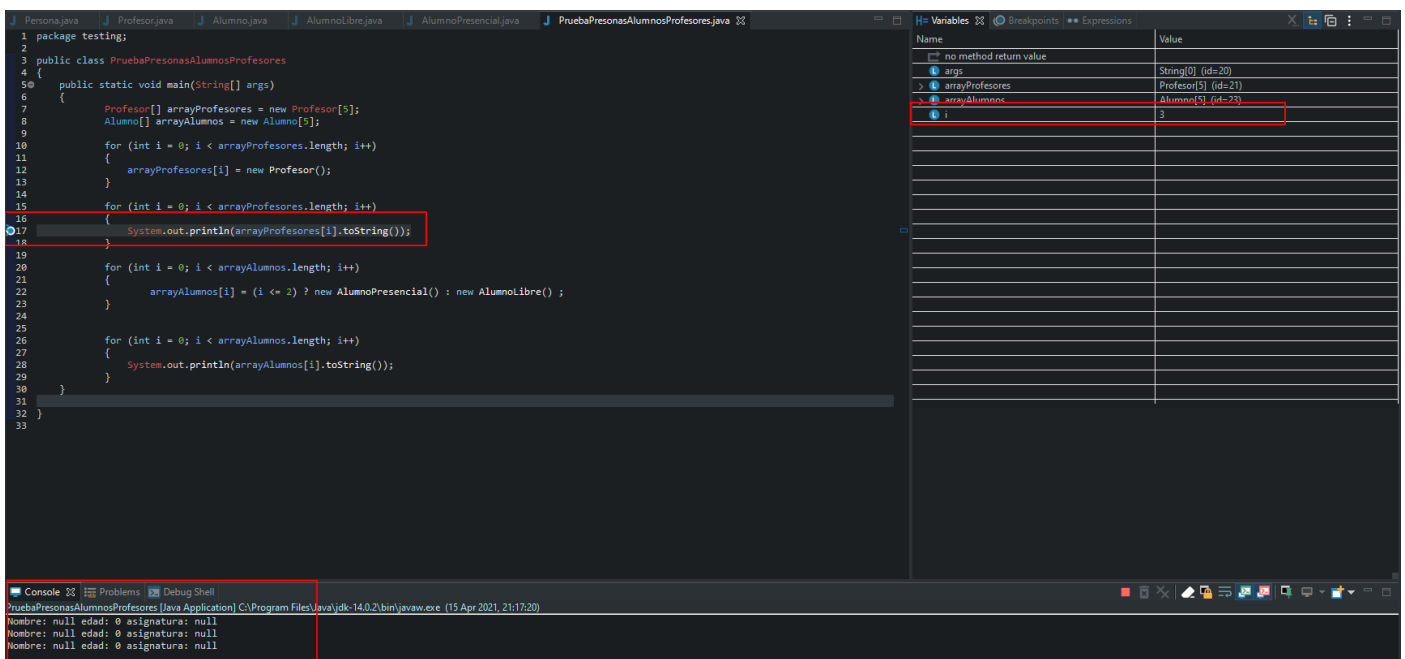 Persona.java Profesor.java Alumno.java AlumnoLibre.java AlumnoPresencial.java PruebaPresonasAlumnosProfesores.java
1 package testing;
2
3 public class PruebaPresonasAlumnosProfesores
4 {
5 public static void main(String[] args)
6 {
7 Profesor[] arrayProfesores = new Profesor[5];
8 Alumno[] arrayAlumnos = new Alumno[5];
9
10 for (int i = 0; i < arrayProfesores.length; i++)
11 {
12 arrayProfesores[i] = new Profesor();
13 }
14
15 for (int i = 0; i < arrayProfesores.length; i++)
16 {
17 System.out.println(arrayProfesores[i].toString());
18 }
19
20 for (int i = 0; i < arrayAlumnos.length; i++)
21 {
22 arrayAlumnos[i] = (i <= 2) ? new AlumnoPresencial() : new AlumnoLibre() ;
23 }
24
25
26 for (int i = 0; i < arrayAlumnos.length; i++)
27 {
28 System.out.println(arrayAlumnos[i].toString());
29 }
30 }
31
32 }
33
Variables Breakpoints Expressions
Name Value
no method return value
args String[0] (id=20)
arrayProfesores Profesor[5] (id=21)
arrayAlumnos Alumno[5] (id=23)
i 3
Console Problems Debug Shell
PruebaPresonasAlumnosProfesores [Java Application] C:\Program Files\Java\jdk-14.0.2\bin\javaw.exe (15 Apr 2021, 21:17:20)
Nombre: null edad: 0 asignatura: null
Nombre: null edad: 0 asignatura: null
Nombre: null edad: 0 asignatura: null